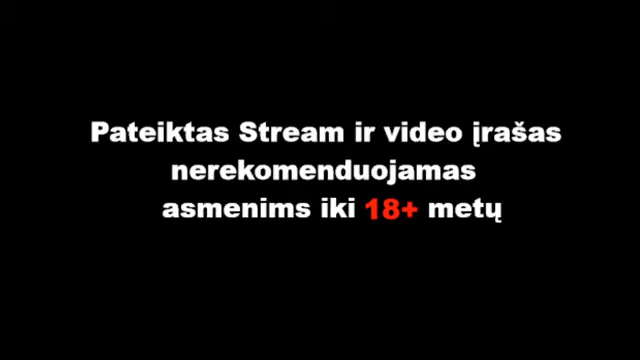 Pateiktas Stream ir video įrašas
nerekomenduojamas
asmenims iki 18+ metų